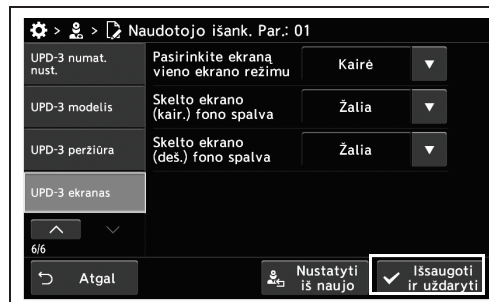 > > Naudotojo išank. Par.: 01
UPD-3 numat.
nust.
Pasirinkite ekraną
vieno ekrano režimu
Kairė
UPD-3 modelis
Skelto ekrano
(kair.) fono spalva
Žalia
UPD-3 peržiūra
Skelto ekrano
(deš.) fono spalva
Žalia
UPD-3 ekranas
6/6
Atgal
Nustatyti
iš naujo
Išsaugoti
ir uždaryti